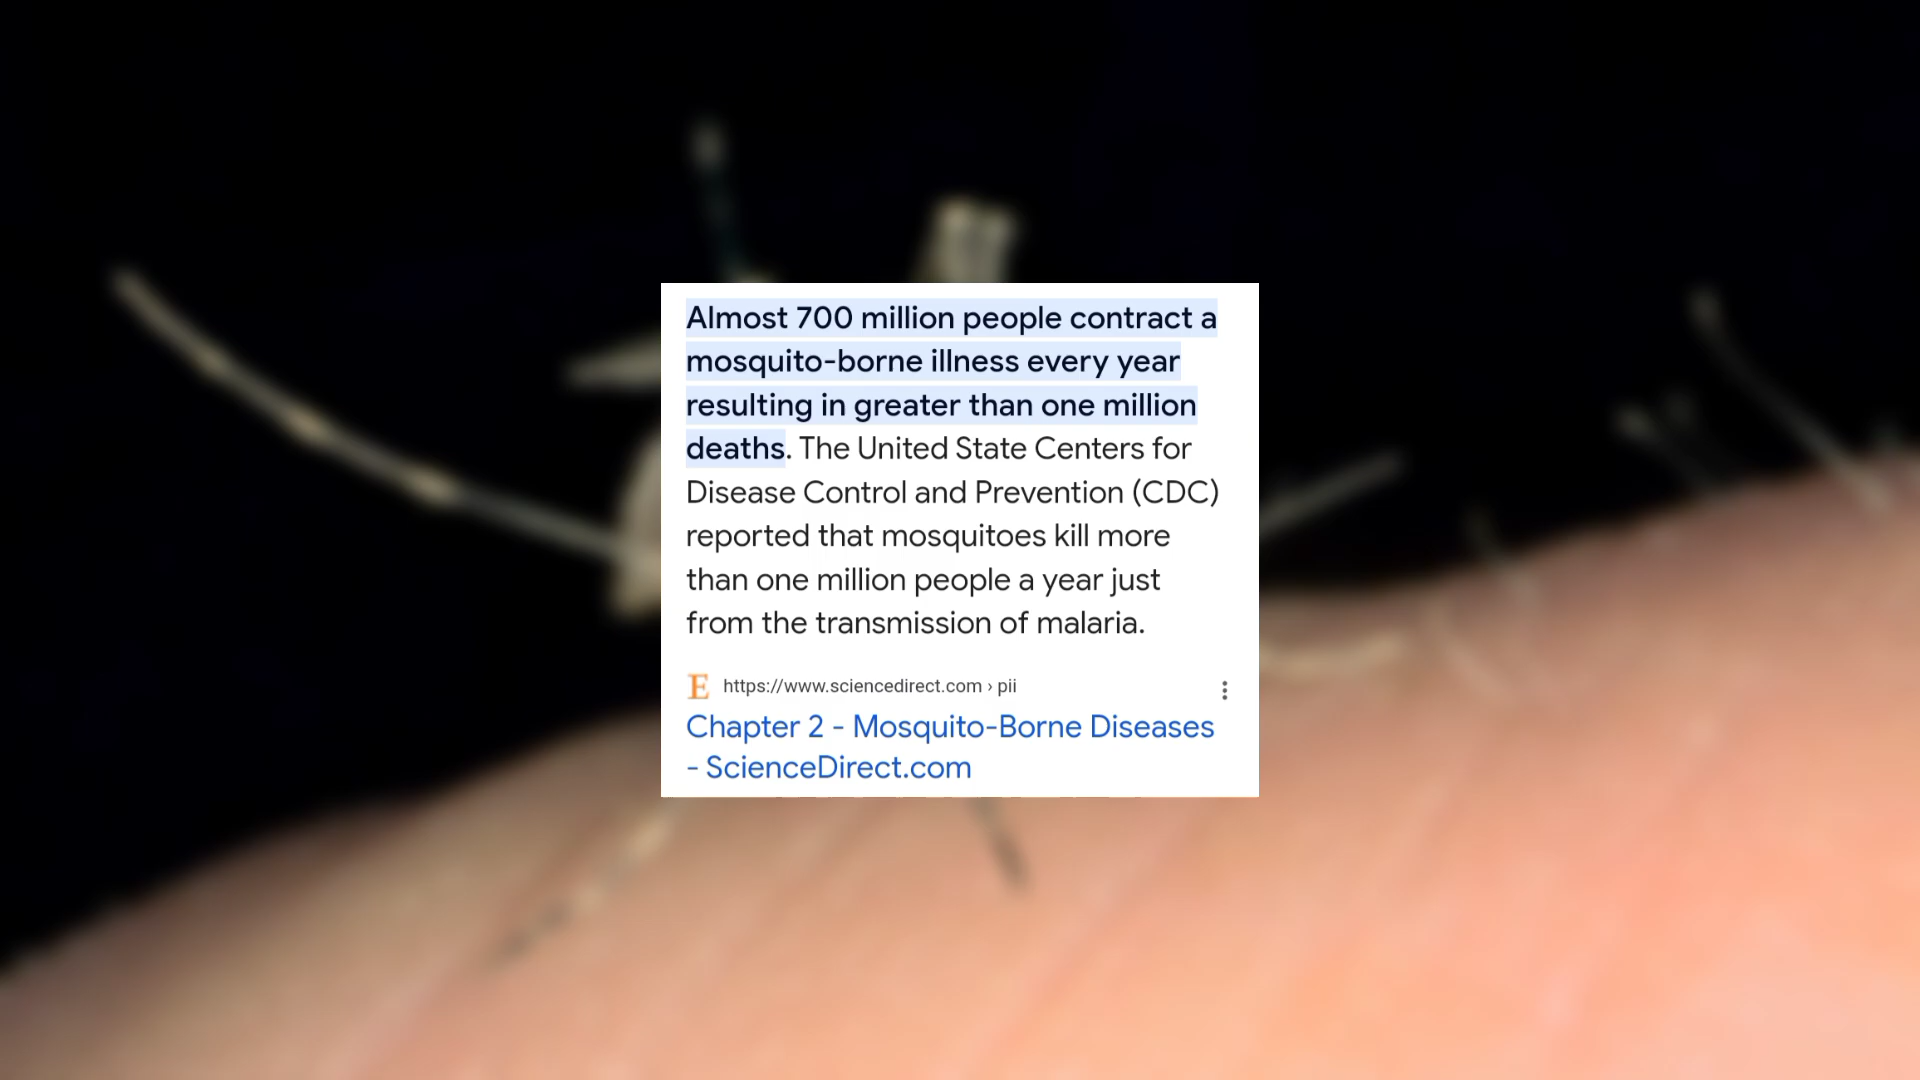 Almost 700 million people contract a
mosquito-borne illness every year
resulting in greater than one million
deaths. The United State Centers for
Disease Control and Prevention (CDC)
reported that mosquitoes kill more
than one million people a year just
from the transmission of malaria.
E https://www.sciencedirect.com › pii
Chapter 2 - Mosquito-Borne Diseases
- ScienceDirect.com